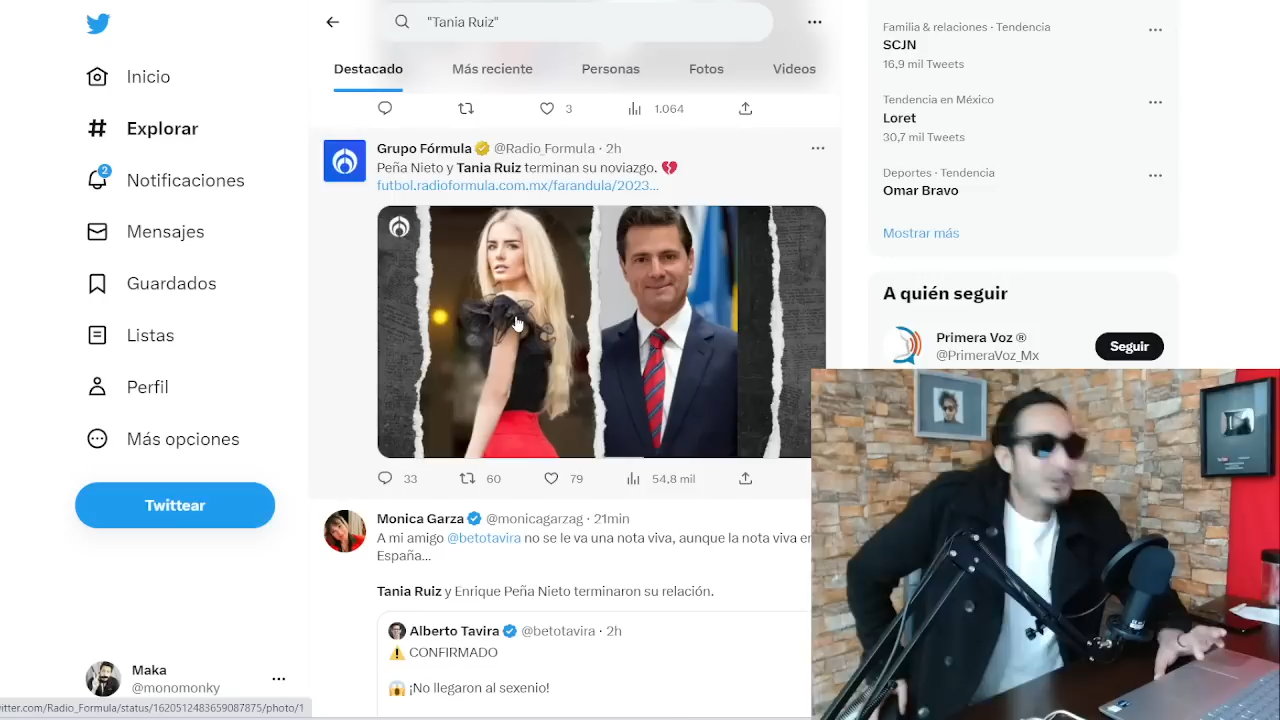 "Tania Ruiz"
Inicio
Explorar
2
Notificaciones
Mensajes
Guardados
Listas
Perfil
Más opciones
Twittear
Maka
@monomonky
witter.com/Radio_Formula/status/1620512483659087875/photo/1
Destacado
Más reciente
Personas
Fotos
Videos
3
1.064
Grupo Fórmula @Radio_Formula · 2h
Peña Nieto y Tania Ruiz terminan su noviazgo. 💔
futbol.radioformula.com.mx/farandula/2023…
33
60
79
54,8 mil
Monica Garza @monicagarzag · 21min
A mi amigo @betotavira no se le va una nota viva, aunque la nota viva en
España…
Tania Ruiz y Enrique Peña Nieto terminaron su relación.
Alberto Tavira @betotavira · 2h
⚠️ CONFIRMADO
😱 ¡No llegaron al sexenio!
Familia & relaciones · Tendencia
SCJN
16,9 mil Tweets
Tendencia en México
Loret
30,7 mil Tweets
Deportes · Tendencia
Omar Bravo
Mostrar más
A quién seguir
Primera Voz ®
@PrimeraVoz_Mx
Seguir